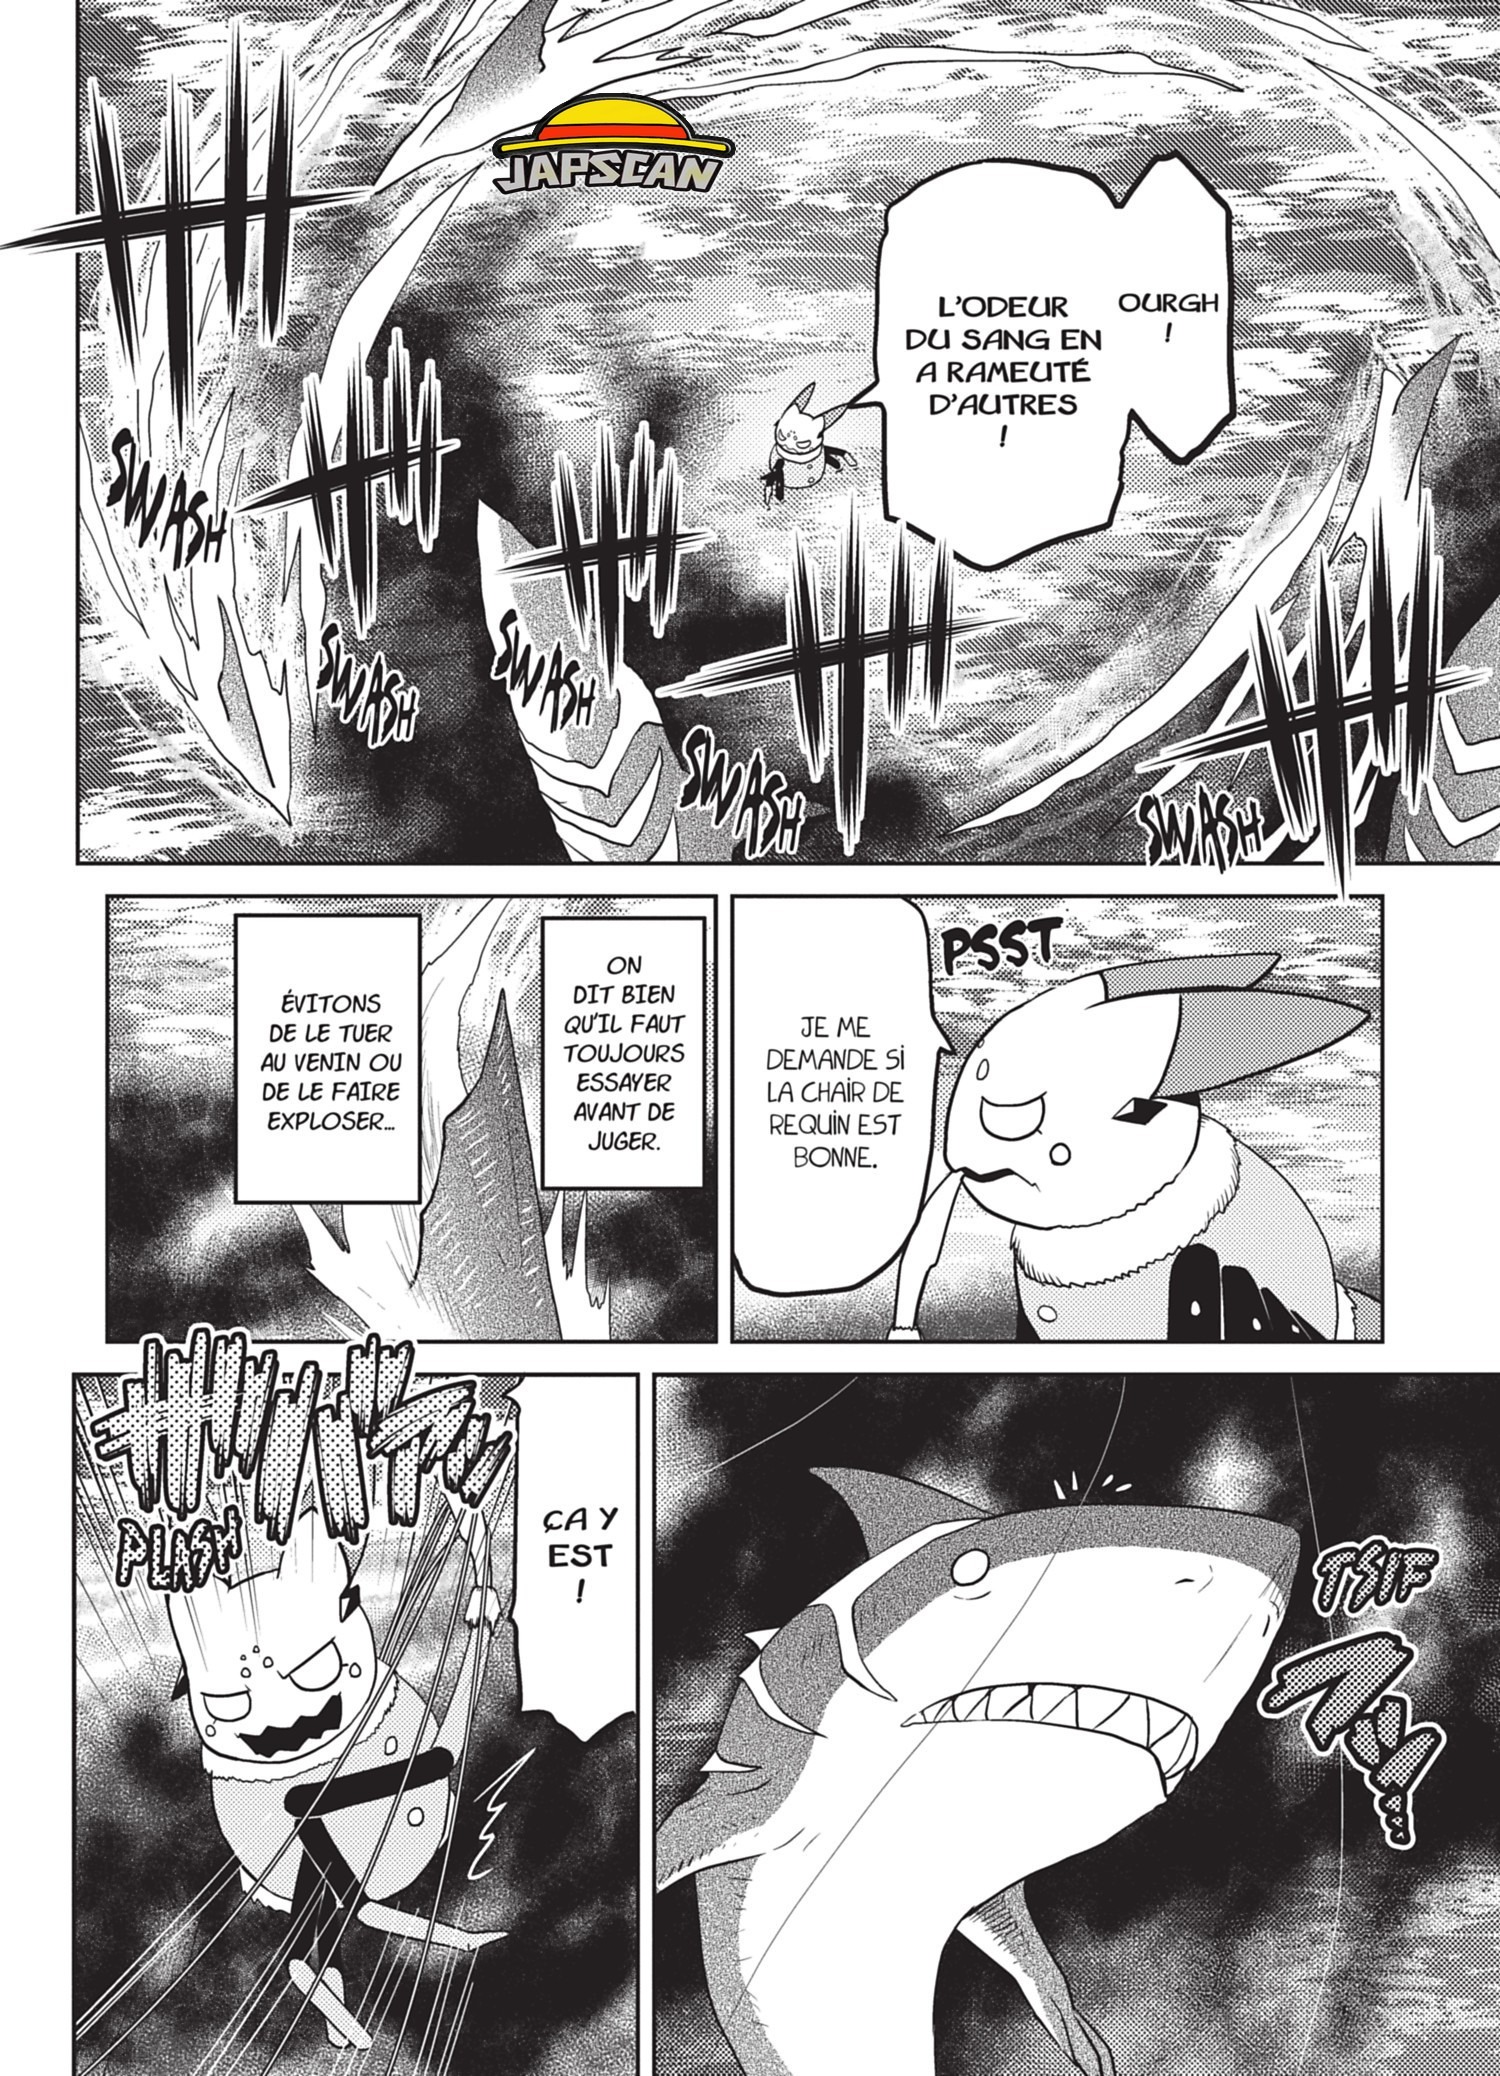 JAPSCAN
OURGH
!
L'ODEUR
DU SANG EN
A RAMEUTÉ
D'AUTRES
!
SWASH
SWASH
SWASH
SWASH
SWASH
PSST
JE ME
DEMANDE SI
LA CHAIR DE
REQUIN EST
BONNE.
ON
DIT BIEN
QU'IL FAUT
TOUJOURS
ESSAYER
AVANT DE
JUGER.
ÉVITONS
DE LE TUER
AU VENIN OU
DE LE FAIRE
EXPLOSER...
TSIF
スッ
ÇA Y
EST
!
PLASH